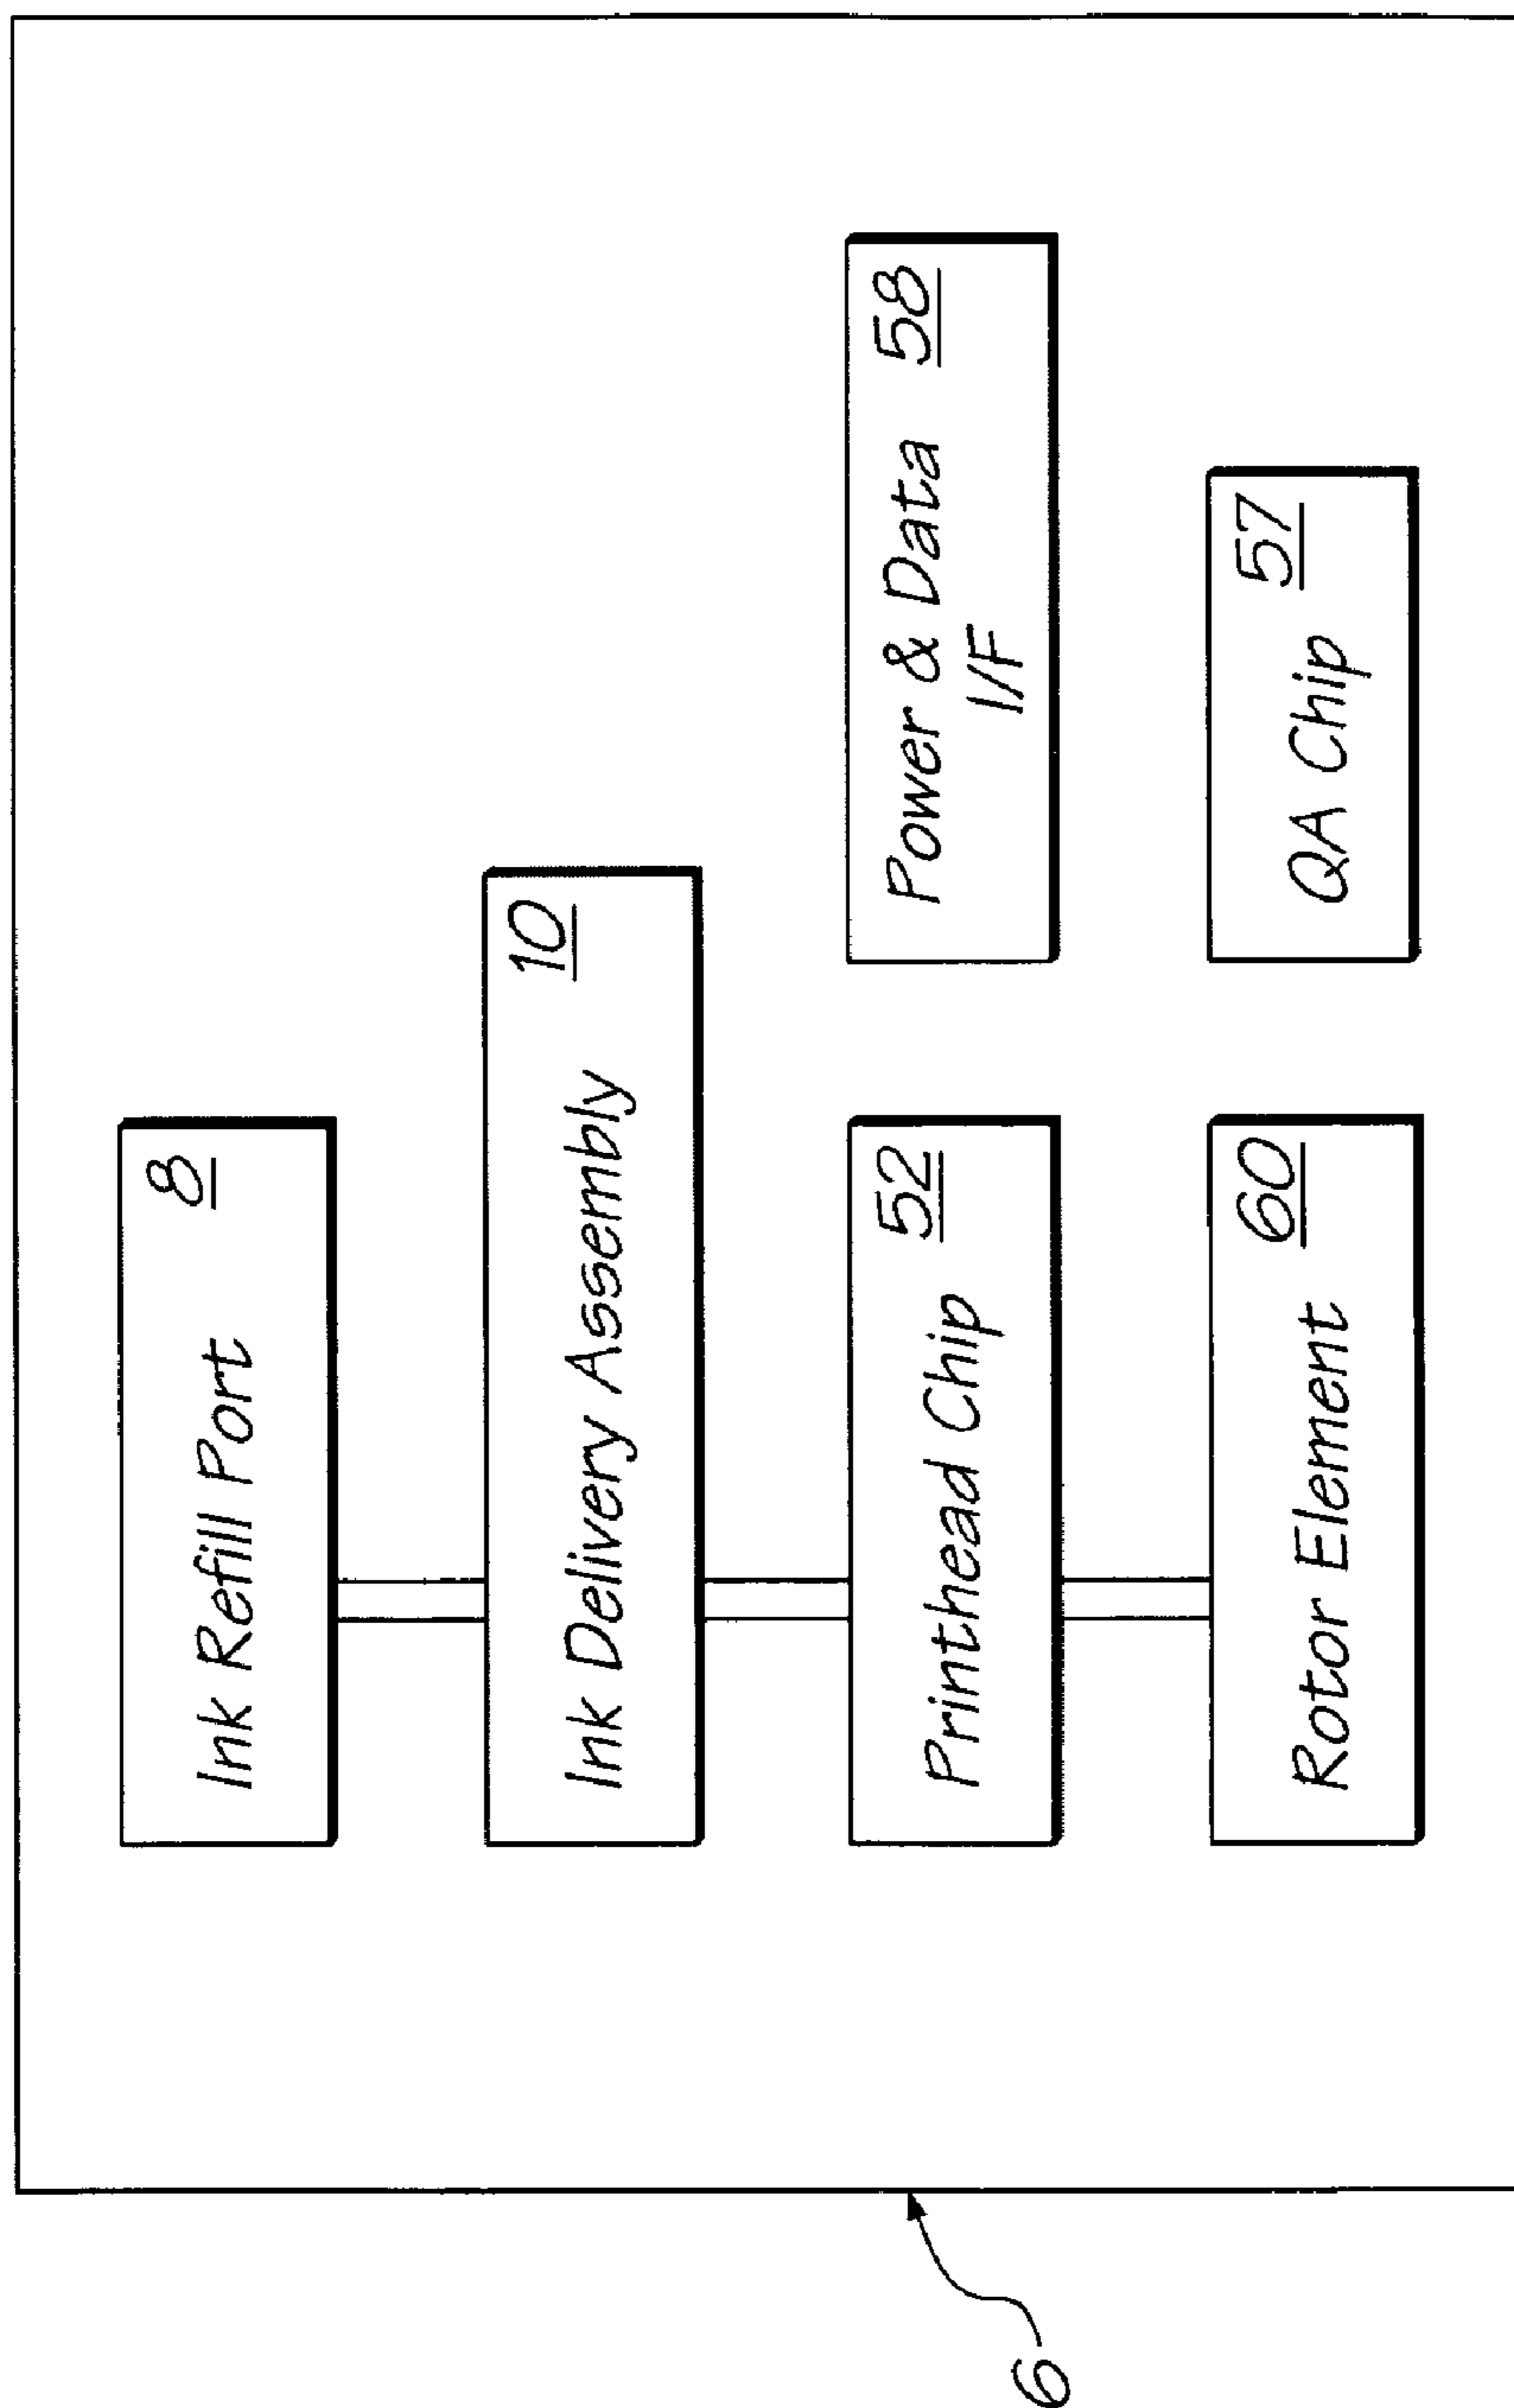 Ink Refill Port 8
Ink Delivery Assembly 10
Printhead Chip 52
Power & Data 58
I/F
Rotor Element 60
QA Chip 57
6